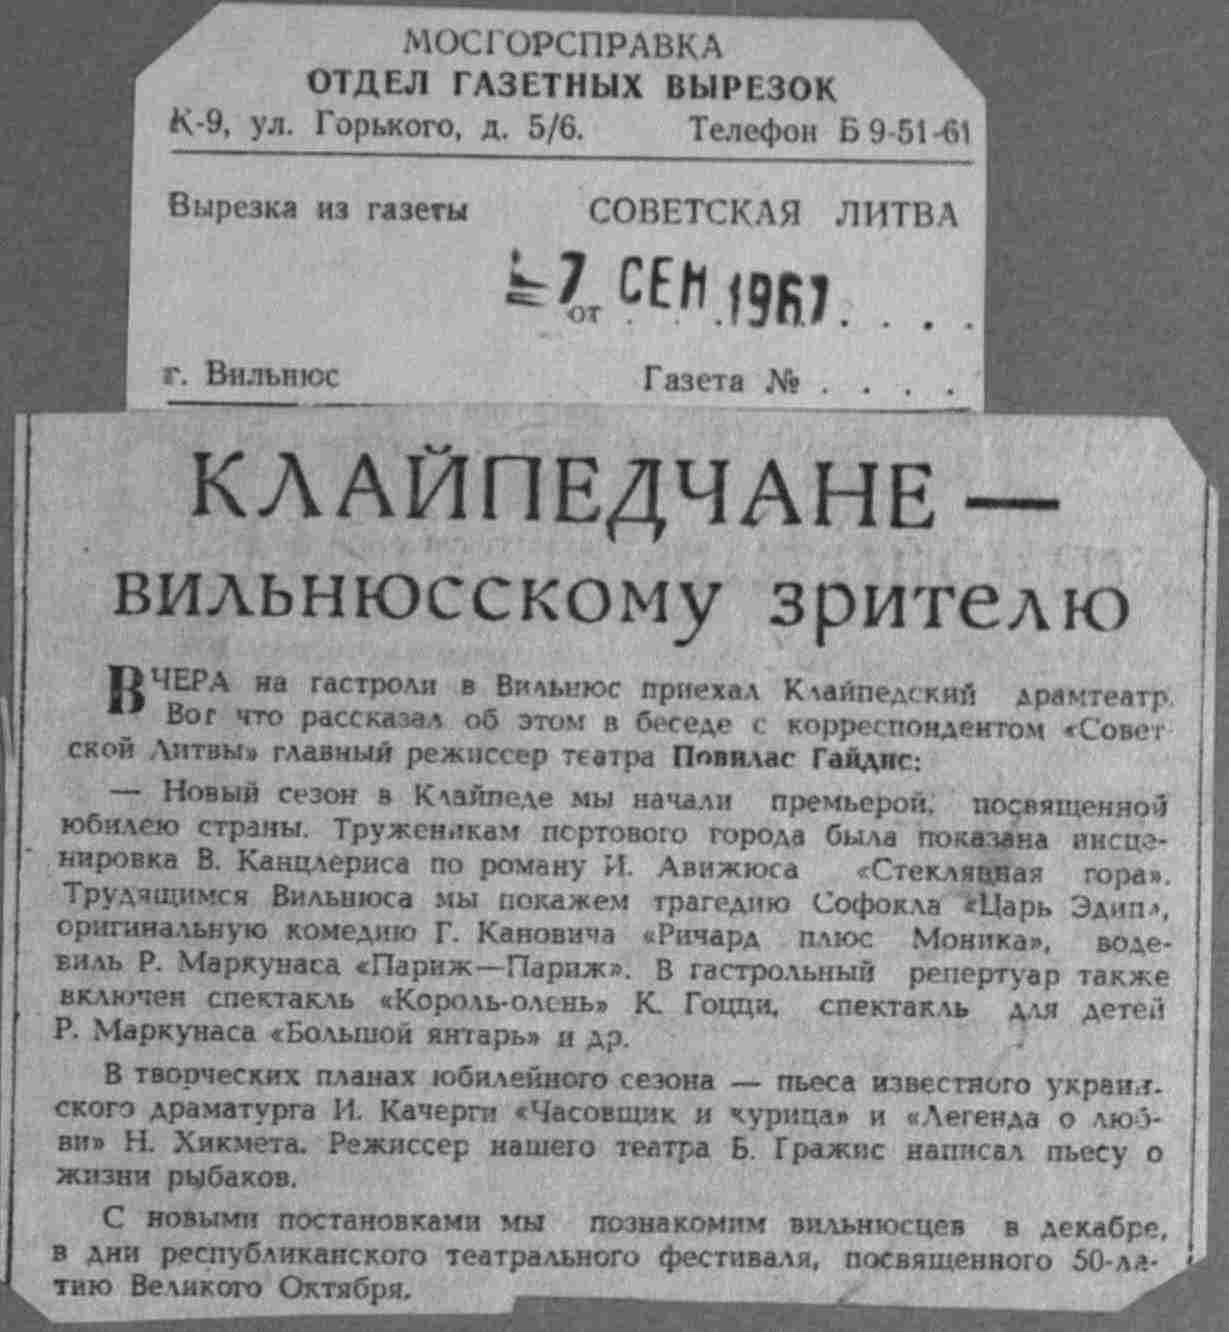 МОСГОРСПРАВКА
ОТДЕЛ ГАЗЕТНЫХ ВЫРЕЗОК
К-9, ул. Горького, д. 5/6. Телефон Б 9-51-61
Вырезка из газеты СОВЕТСКАЯ ЛИТВА
-7 СЕН 1967
от . . . . . . .
г. Вильнюс Газета № . . . .
КЛАЙПЕДЧАНЕ —
ВИЛЬНЮССКОМУ ЗРИТЕЛЮ
ВЧЕРА на гастроли в Вильнюс приехал Клайпедский драмтеатр.
Вот что рассказал об этом в беседе с корреспондентом «Совет-
ской Литвы» главный режиссер театра Повилас Гайдис:
— Новый сезон в Клайпеде мы начали премьерой, посвященной
юбилею страны. Труженикам портового города была показана инсце-
нировка В. Канцлериса по роману И. Авижюса «Стеклянная гора».
Трудящимся Вильнюса мы покажем трагедию Софокла «Царь Эдип»,
оригинальную комедию Г. Кановича «Ричард плюс Моника», воде-
виль Р. Маркунаса «Париж—Париж». В гастрольный репертуар также
включен спектакль «Король-олень» К. Гоцци, спектакль для детей
Р. Маркунаса «Большой янтарь» и др.
В творческих планах юбилейного сезона — пьеса известного украин-
ского драматурга И. Качерги «Часовщик и курица» и «Легенда о люб-
ви» Н. Хикмета. Режиссер нашего театра Б. Гражис написал пьесу о
жизни рыбаков.
С новыми постановками мы познакомим вильнюсцев в декабре,
в дни республиканского театрального фестиваля, посвященного 50-ле-
тию Великого Октября.